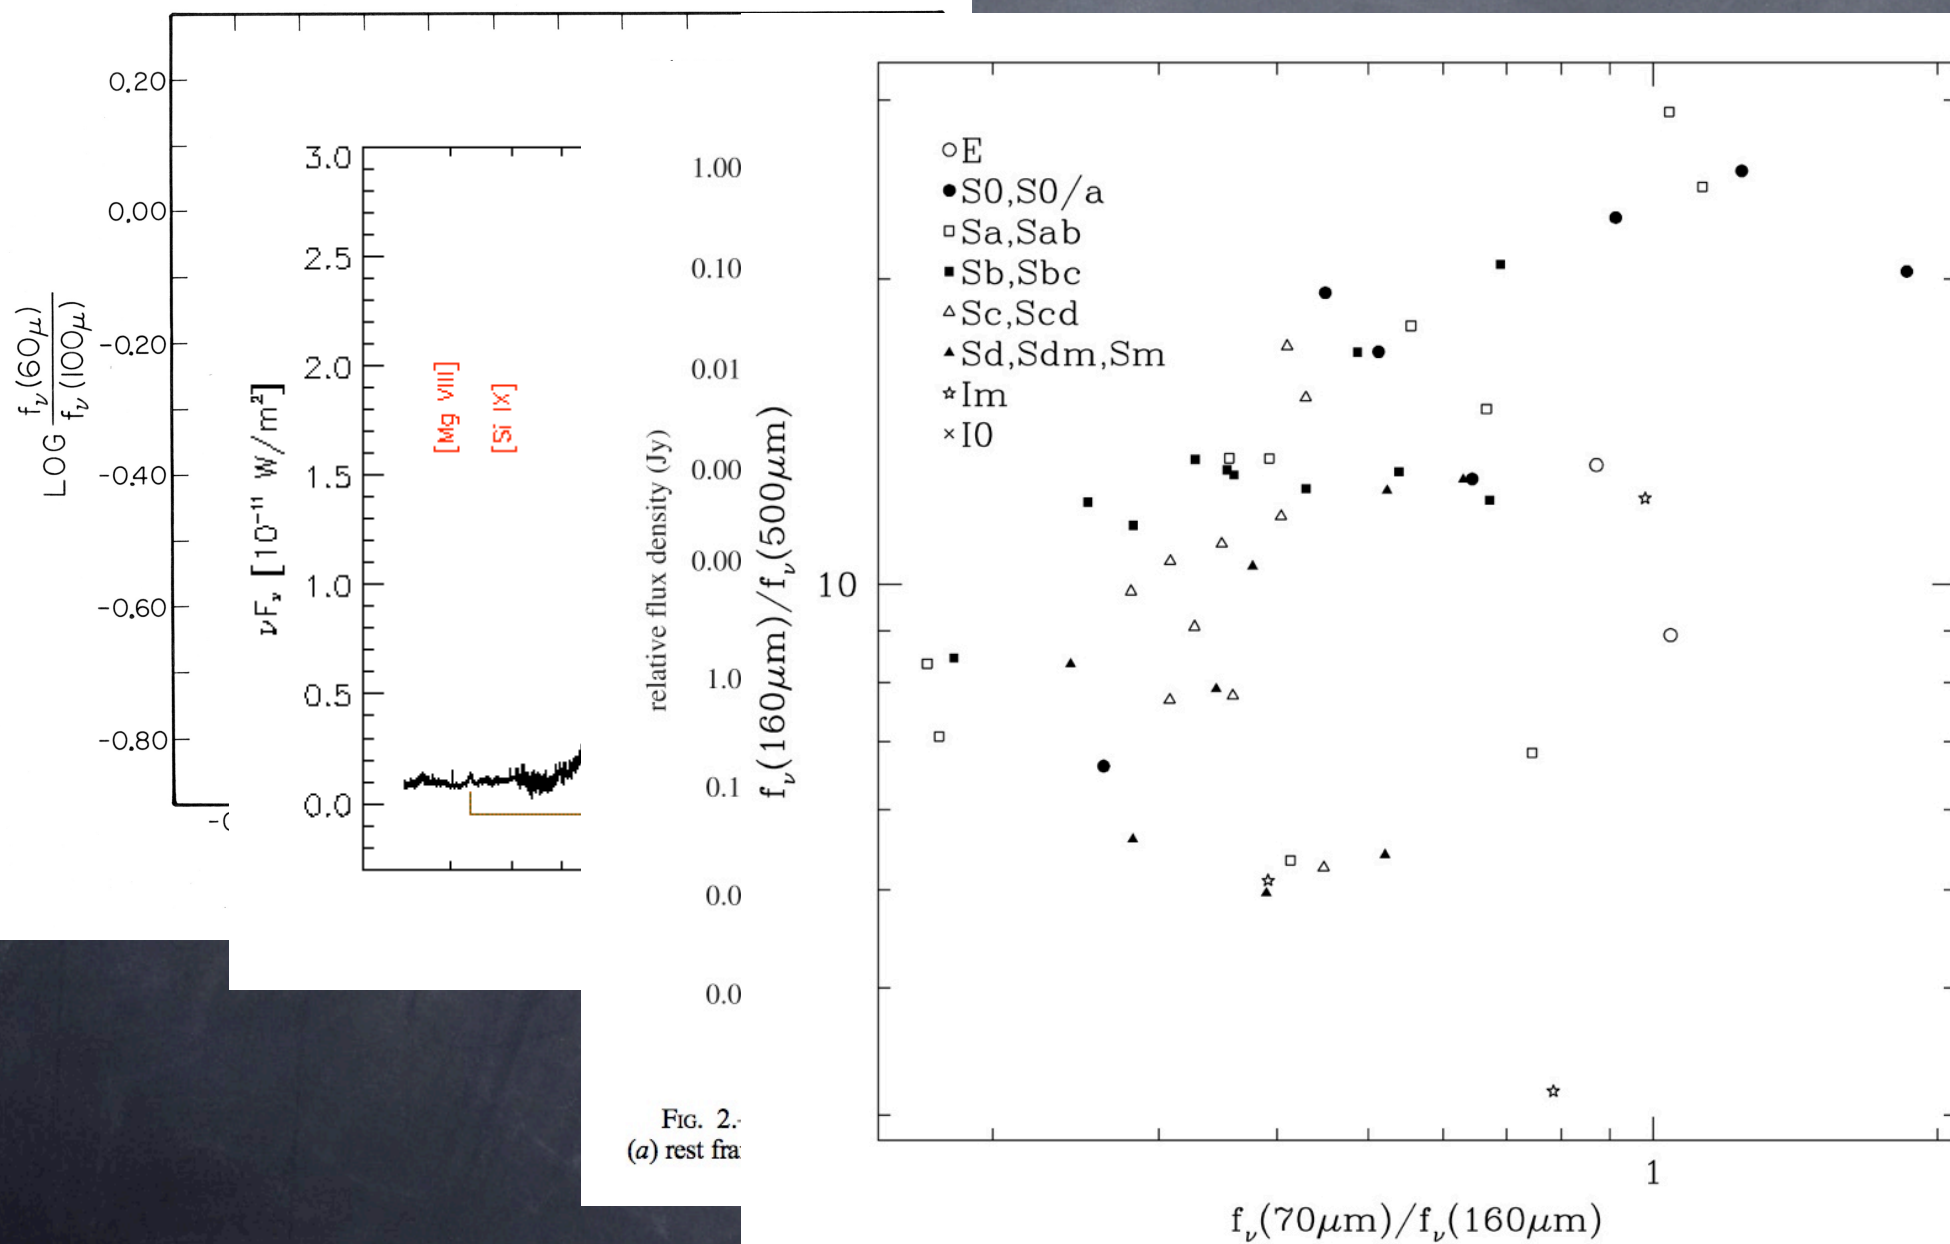 0.20
0.00
-0.20
-0.40
-0.60
-0.80
LOG f_ν(60μ)
f_ν(100μ)
3.0
2.5
2.0
1.5
1.0
0.5
0.0
νF_ν [10⁻¹¹ W/m²]
[Mg VIII]
[Si IX]
1.00
0.10
0.01
0.00
0.00
1.0
0.1
0.0
0.0
relative flux density (Jy)
FIG. 2.
(a) rest fra
f_ν(160μm)/f_ν(500μm)
10
E
S0,S0/a
Sa,Sab
Sb,Sbc
Sc,Scd
Sd,Sdm,Sm
Im
I0
1
f_ν(70μm)/f_ν(160μm)